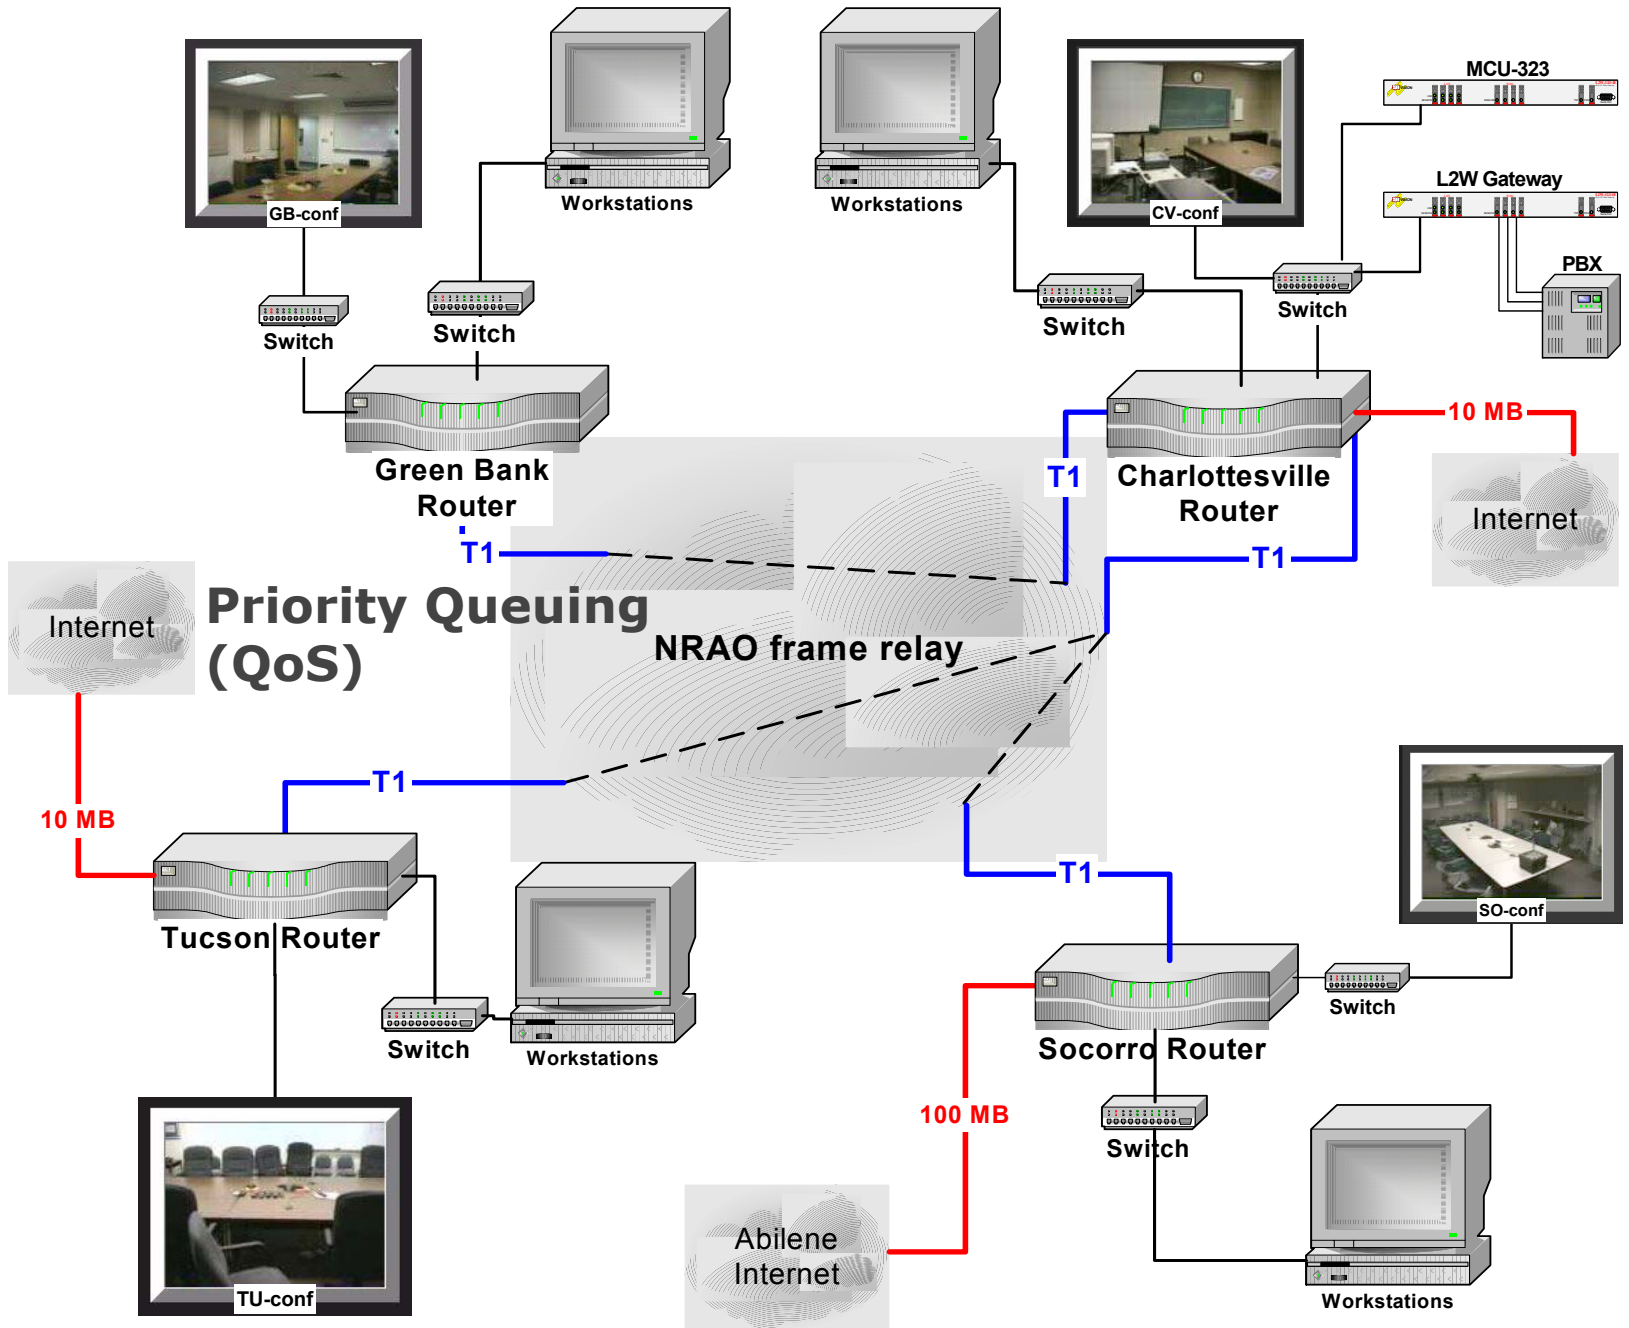 MCU-323
L2W Gateway
PBX
GB-conf
Workstations
Workstations
CV-conf
Switch
Switch
Switch
Switch
10 MB
Green Bank
Router
T1
Charlottesville
Router
Internet
T1
T1
Internet
Priority Queuing
(QoS)
NRAO frame relay
T1
10 MB
SO-conf
T1
Tucson Router
Switch
Socorro Router
Switch
Workstations
100 MB
Switch
Abilene
Internet
TU-conf
Workstations